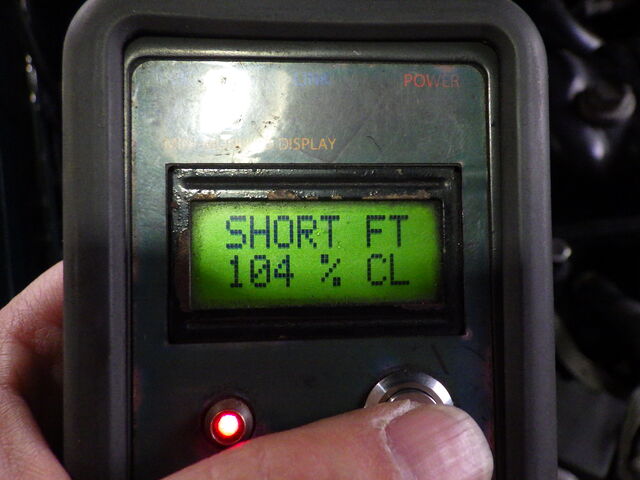 POWER
DISPLAY
SHORT FT
104 % CL